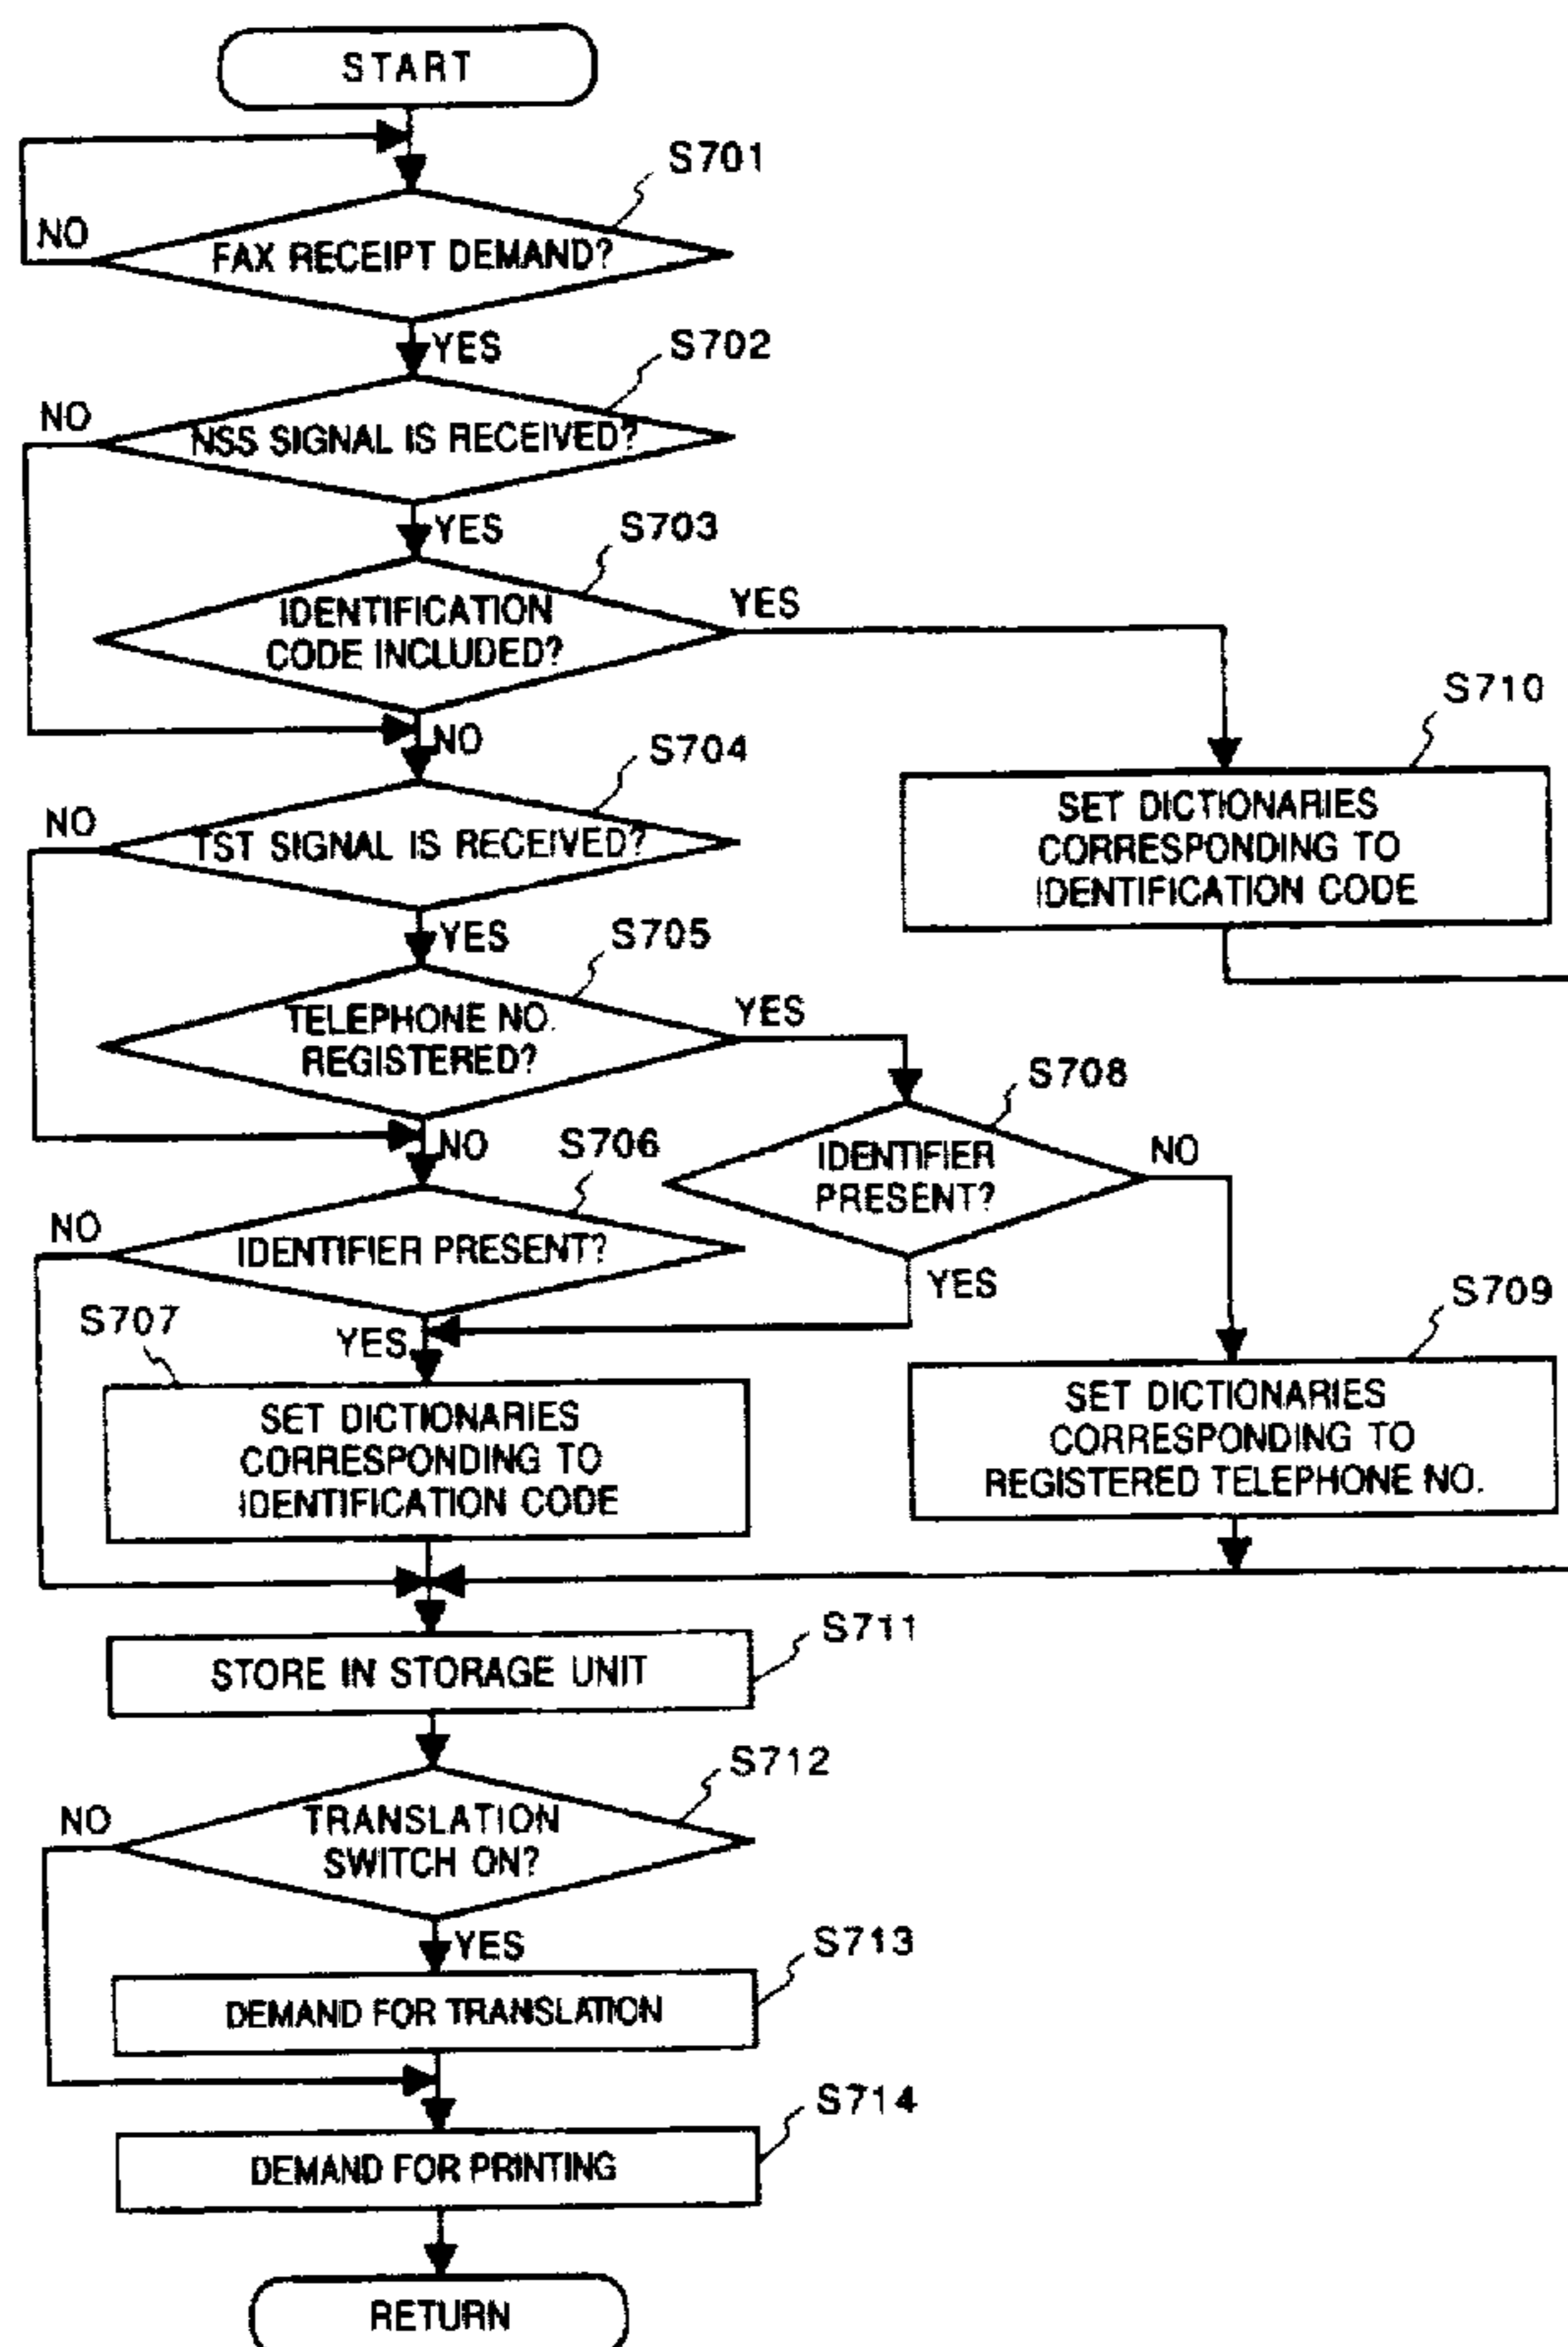 START
S701
NO
FAX RECEIPT DEMAND?
YES
S702
NO
NSS SIGNAL IS RECEIVED?
YES
S703
IDENTIFICATION
CODE INCLUDED?
YES
NO
S710
SET DICTIONARIES
CORRESPONDING TO
IDENTIFICATION CODE
S704
NO
TST SIGNAL IS RECEIVED?
YES
S705
TELEPHONE NO.
REGISTERED?
YES
NO
S708
IDENTIFIER
PRESENT?
NO
YES
S706
NO
IDENTIFIER PRESENT?
YES
S707
SET DICTIONARIES
CORRESPONDING TO
IDENTIFICATION CODE
S709
SET DICTIONARIES
CORRESPONDING TO
REGISTERED TELEPHONE NO.
S711
STORE IN STORAGE UNIT
S712
NO
TRANSLATION
SWITCH ON?
YES
S713
DEMAND FOR TRANSLATION
S714
DEMAND FOR PRINTING
RETURN